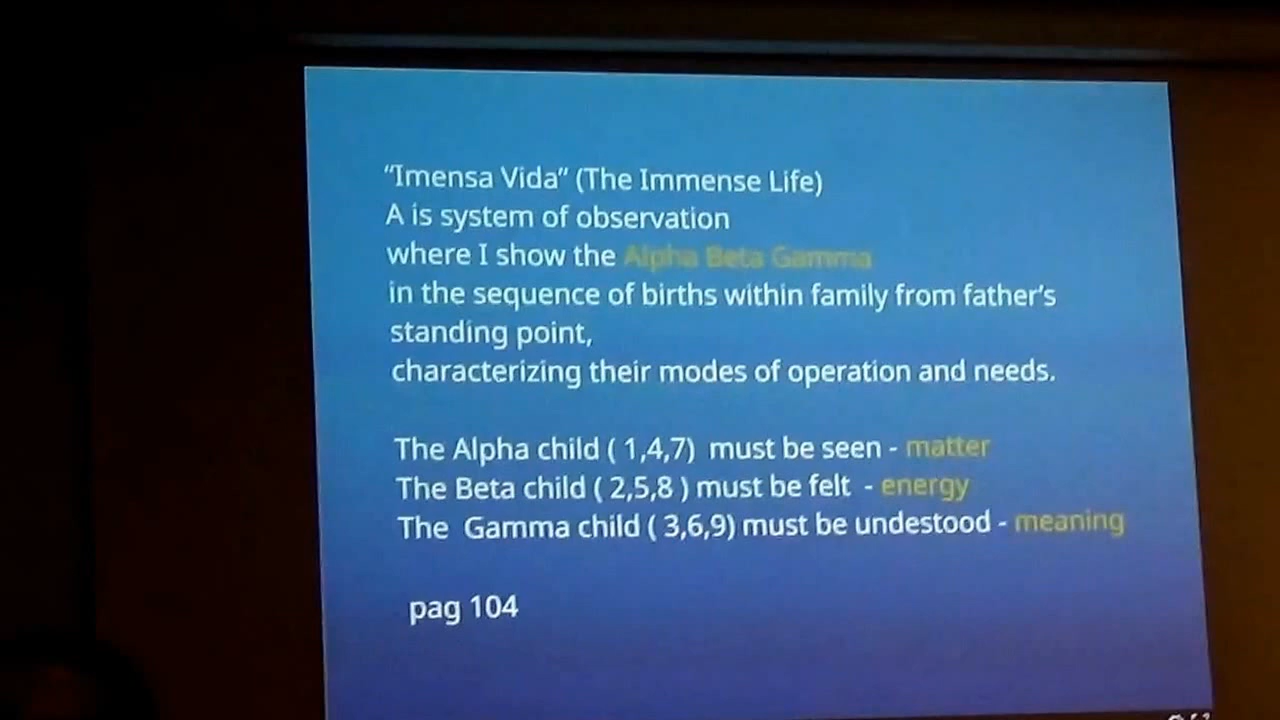 “Imensa Vida” (The Immense Life)
A is system of observation
where I show the Alpha Beta Gamma
in the sequence of births within family from father’s
standing point,
characterizing their modes of operation and needs.
The Alpha child ( 1,4,7) must be seen - matter
The Beta child ( 2,5,8 ) must be felt - energy
The Gamma child ( 3,6,9) must be undestood - meaning
pag 104